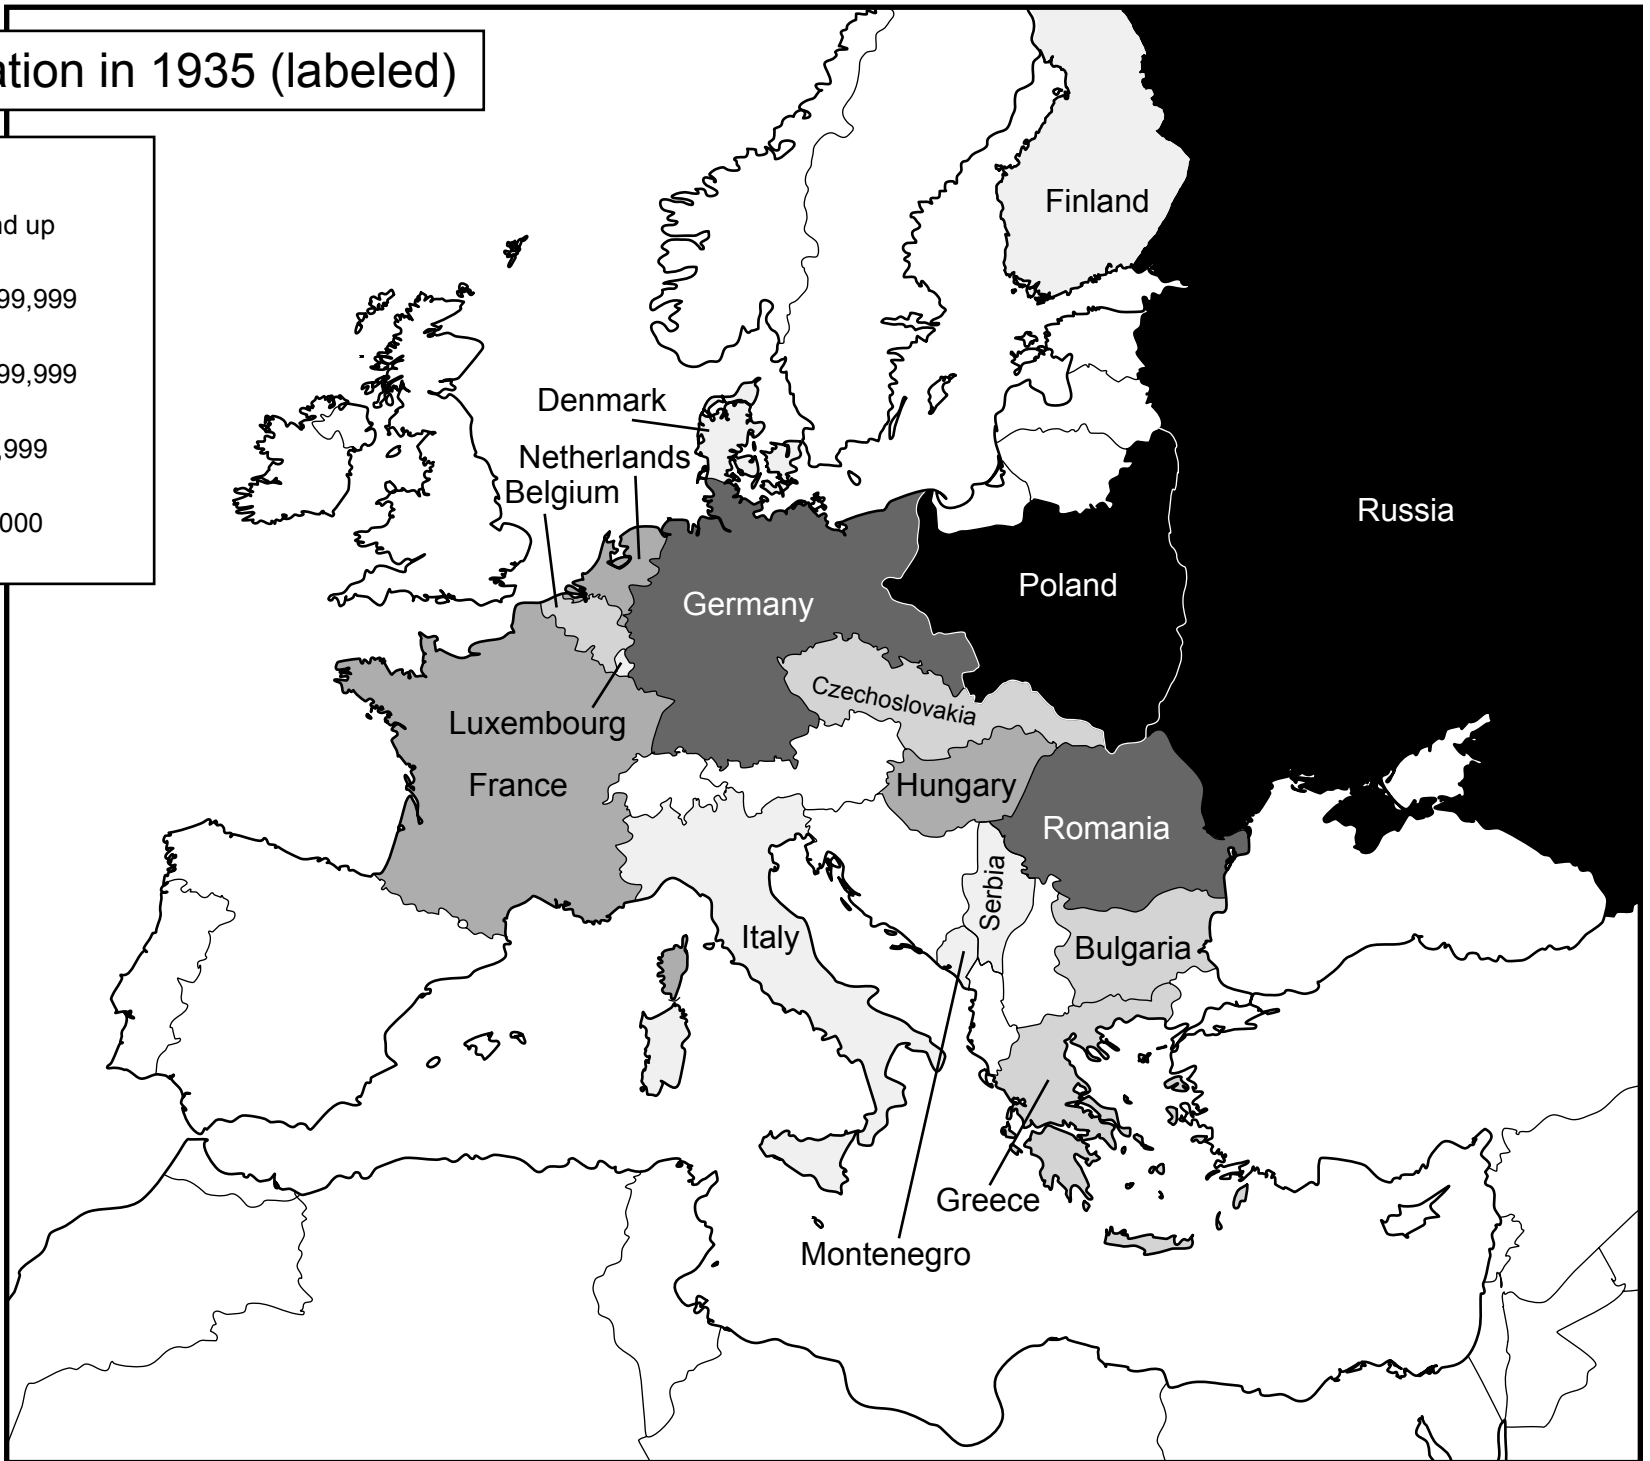 ation in 1935 (labeled)
nd up
99,999
99,999
,999
000
Finland
Denmark
Netherlands
Belgium
Russia
Poland
Germany
Czechoslovakia
Luxembourg
France
Hungary
Romania
Serbia
Italy
Bulgaria
Greece
Montenegro